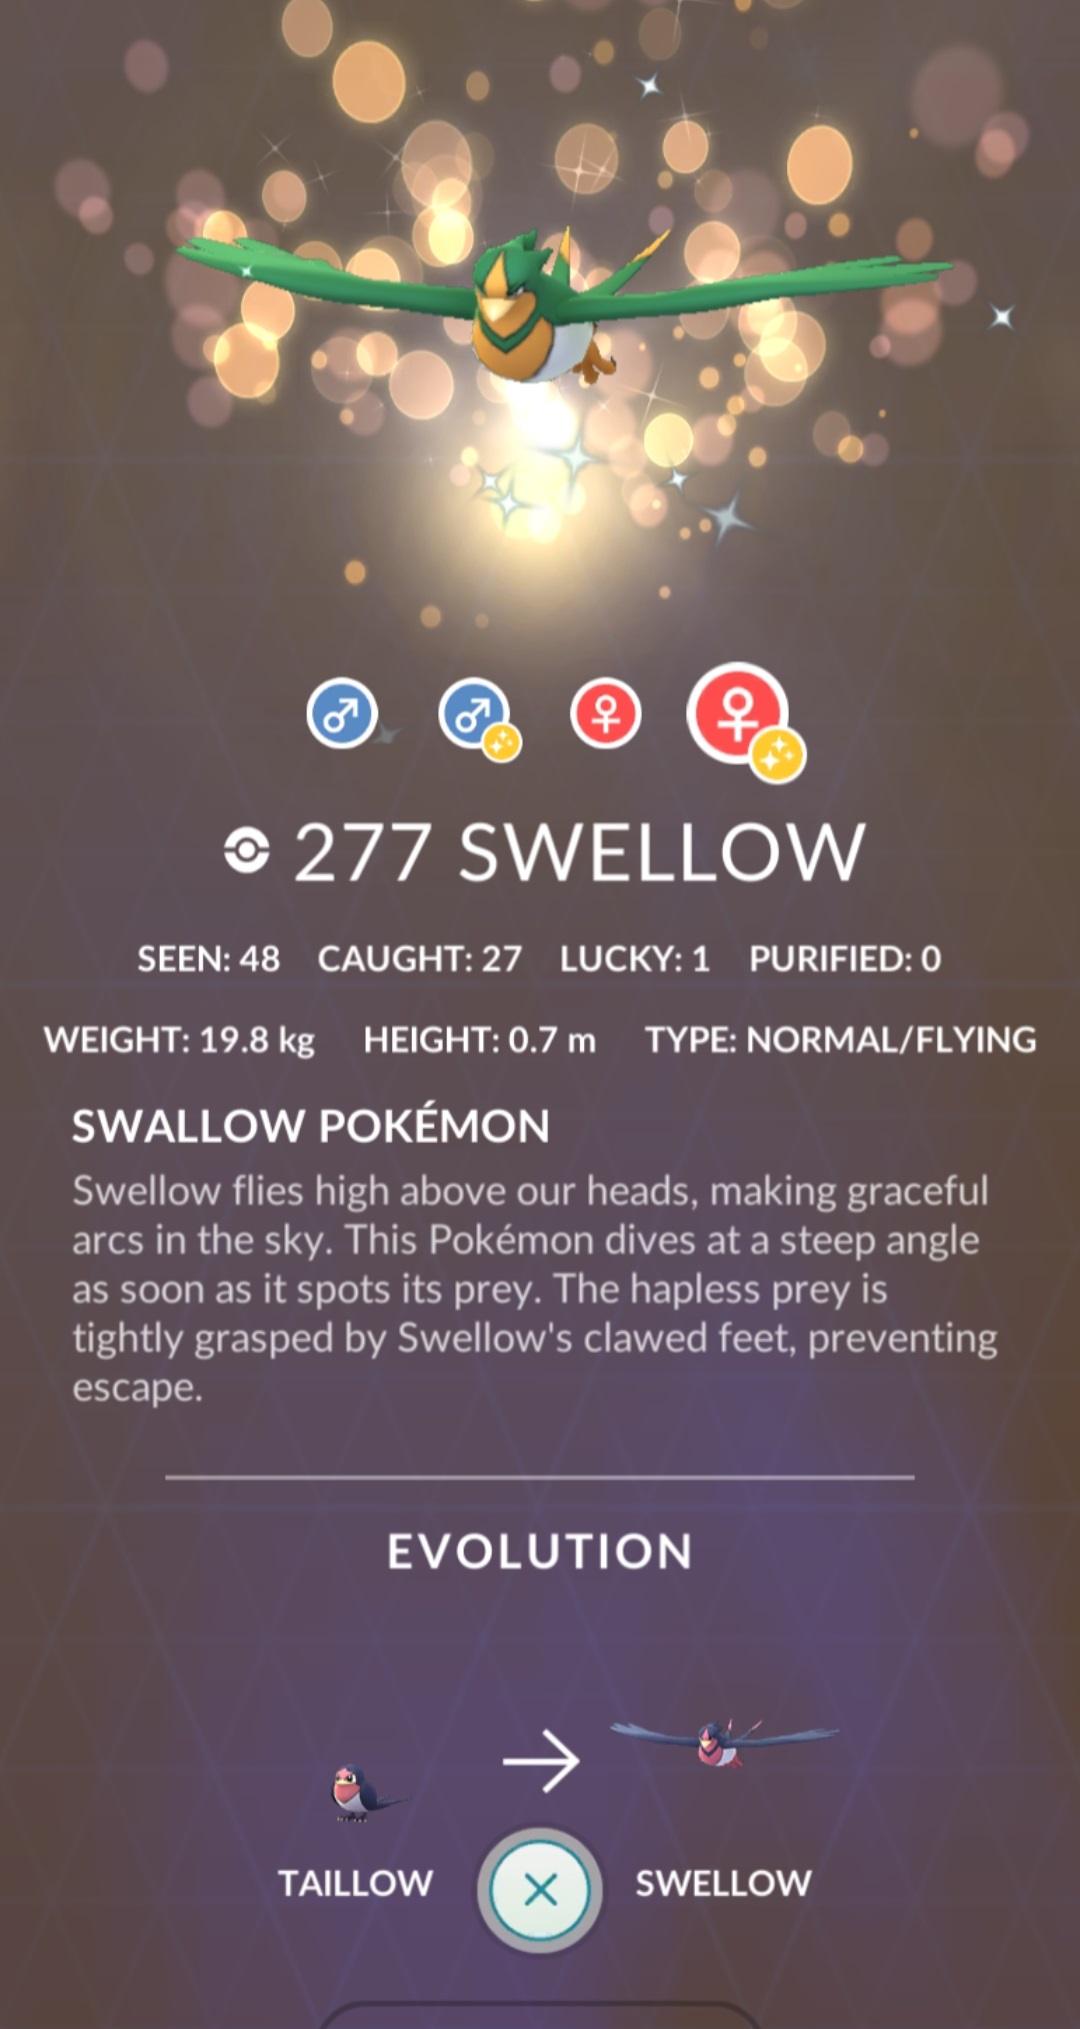 277 SWELLOW
SEEN: 48 CAUGHT: 27 LUCKY: 1 PURIFIED: 0
WEIGHT: 19.8 kg HEIGHT: 0.7 m TYPE: NORMAL/FLYING
SWALLOW POKÉMON
Swellow flies high above our heads, making graceful
arcs in the sky. This Pokémon dives at a steep angle
as soon as it spots its prey. The hapless prey is
tightly grasped by Swellow's clawed feet, preventing
escape.
EVOLUTION
TAILLOW SWELLOW